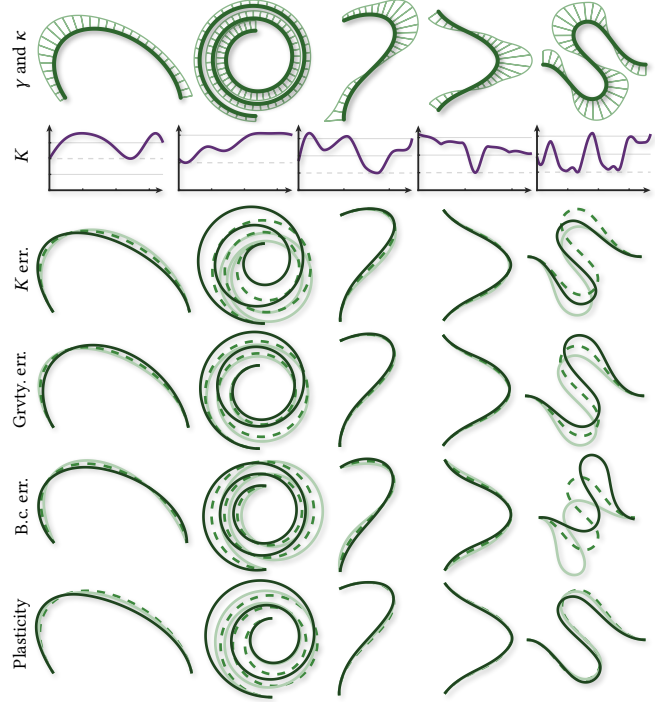 γ and κ
K
K err.
Grvty. err.
B.c. err.
Plasticity